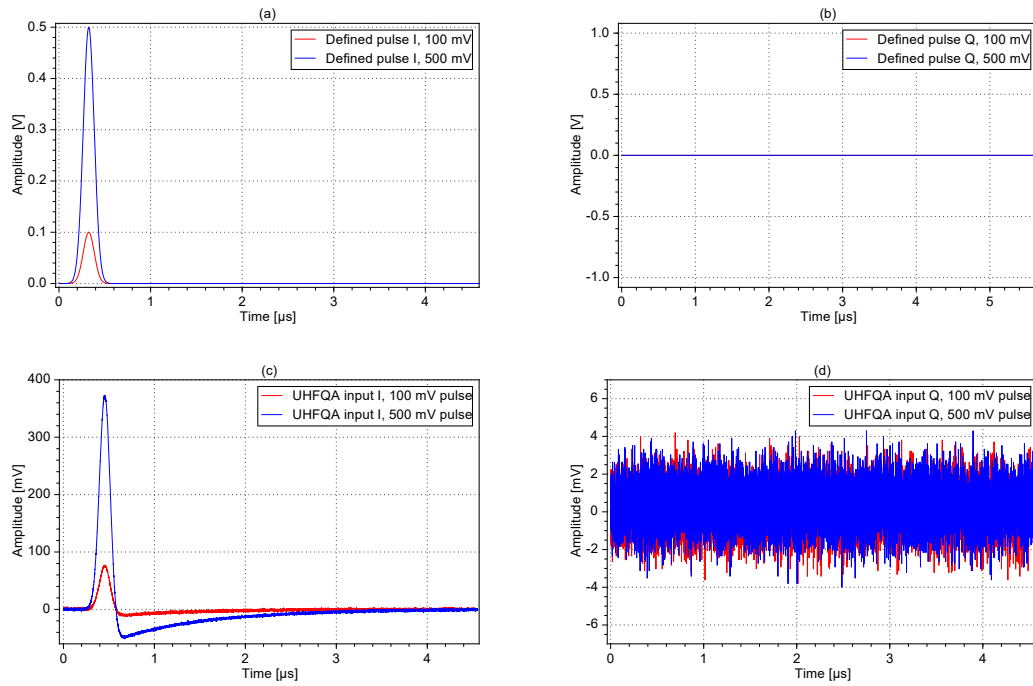 (a)
0.5
0.4
0.3
0.2
0.1
0.0
Amplitude [V]
Defined pulse I, 100 mV
Defined pulse I, 500 mV
0
1
2
3
4
Time [µs]
(b)
1.0
0.5
0.0
-0.5
-1.0
Amplitude [V]
Defined pulse Q, 100 mV
Defined pulse Q, 500 mV
0
1
2
3
4
5
Time [µs]
(c)
400
300
200
100
0
Amplitude [mV]
UHFQA input I, 100 mV pulse
UHFQA input I, 500 mV pulse
0
1
2
3
4
Time [µs]
(d)
6
4
2
0
-2
-4
-6
Amplitude [mV]
UHFQA input Q, 100 mV pulse
UHFQA input Q, 500 mV pulse
0
1
2
3
4
Time [µs]